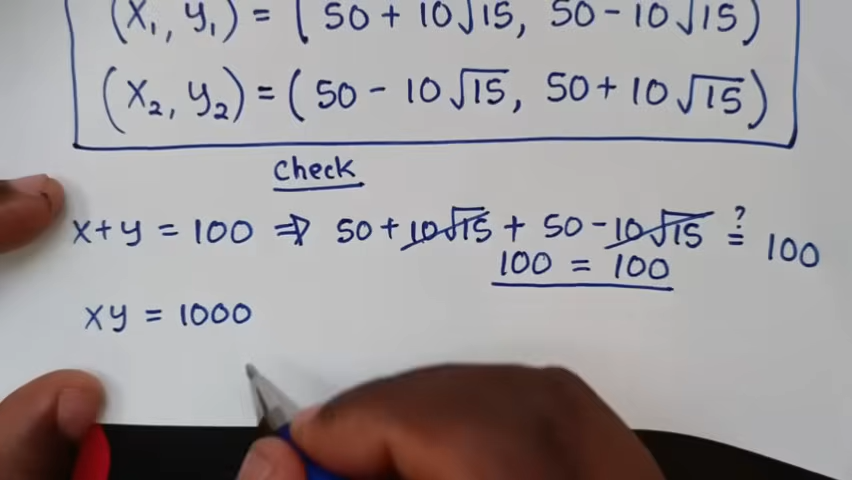 (x₁, y₁) = (50 + 10√15, 50 - 10√15)
(x₂, y₂) = (50 - 10√15, 50 + 10√15)
Check
x+y = 100 ⇒ 50 + 10√15 + 50 - 10√15 ≟ 100
100 = 100
xy = 1000